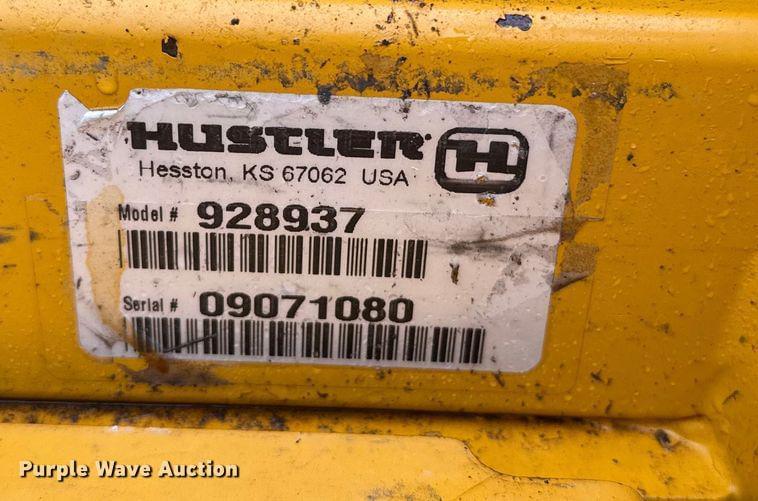 HUSTLER H
Hesston, KS 67062 USA
Model # 928937
Serial # 09071080
Purple Wave Auction